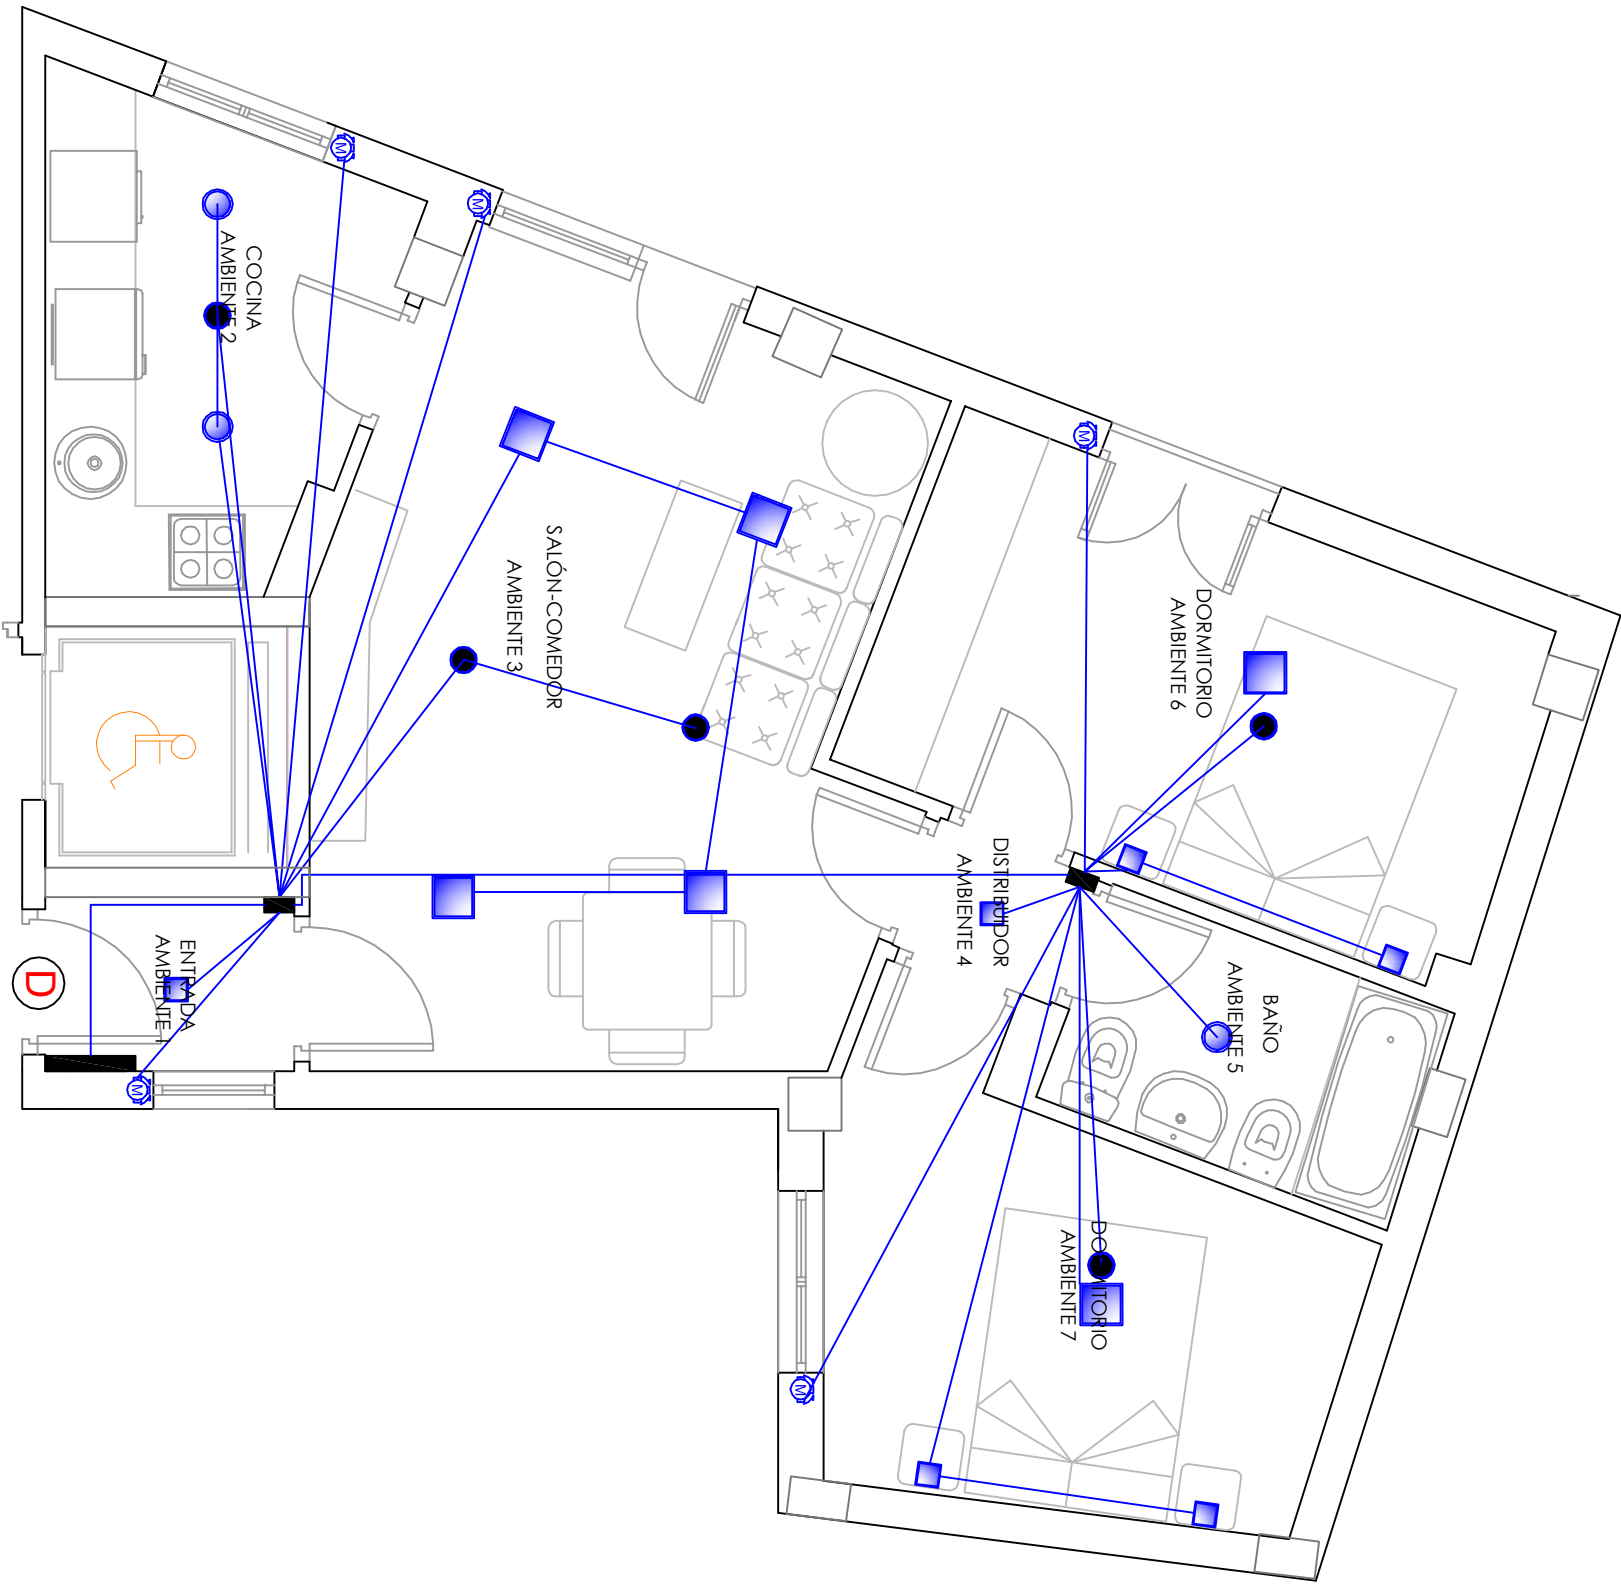 COCINA
AMBIENTE 2
SALÓN-COMEDOR
AMBIENTE 3
DORMITORIO
AMBIENTE 6
DISTRIBUIDOR
AMBIENTE 4
BAÑO
AMBIENTE 5
ENTRADA
AMBIENTE 1
DORMITORIO
AMBIENTE 7
D
M
M
M
M
M